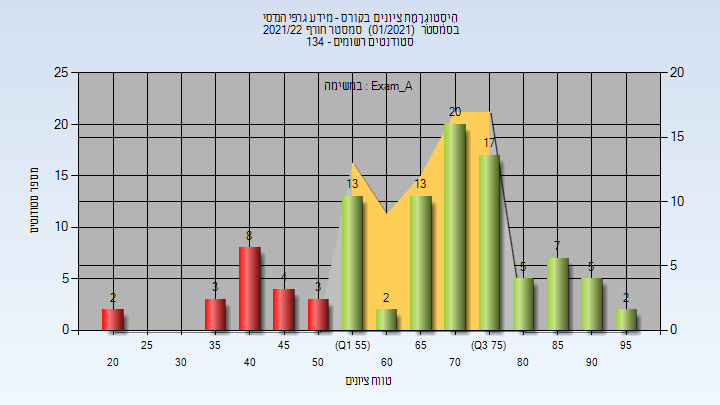 היסטוגרמת ציונים בקורס - מידע גרפי הנדסי
בסמסטר (01/2021) סמסטר חורף 2021/22
סטודנטים רשומים - 134
במשימה : Exam_A
25 20 15 10 5 0
20 15 10 5 0
מספר סטודנטים
2 3 8 4 3 13 2 13 20 17 5 7 5 2
25 35 45 (Q1 55) 65 (Q3 75) 85 95
20 30 40 50 60 70 80 90
טווח ציונים